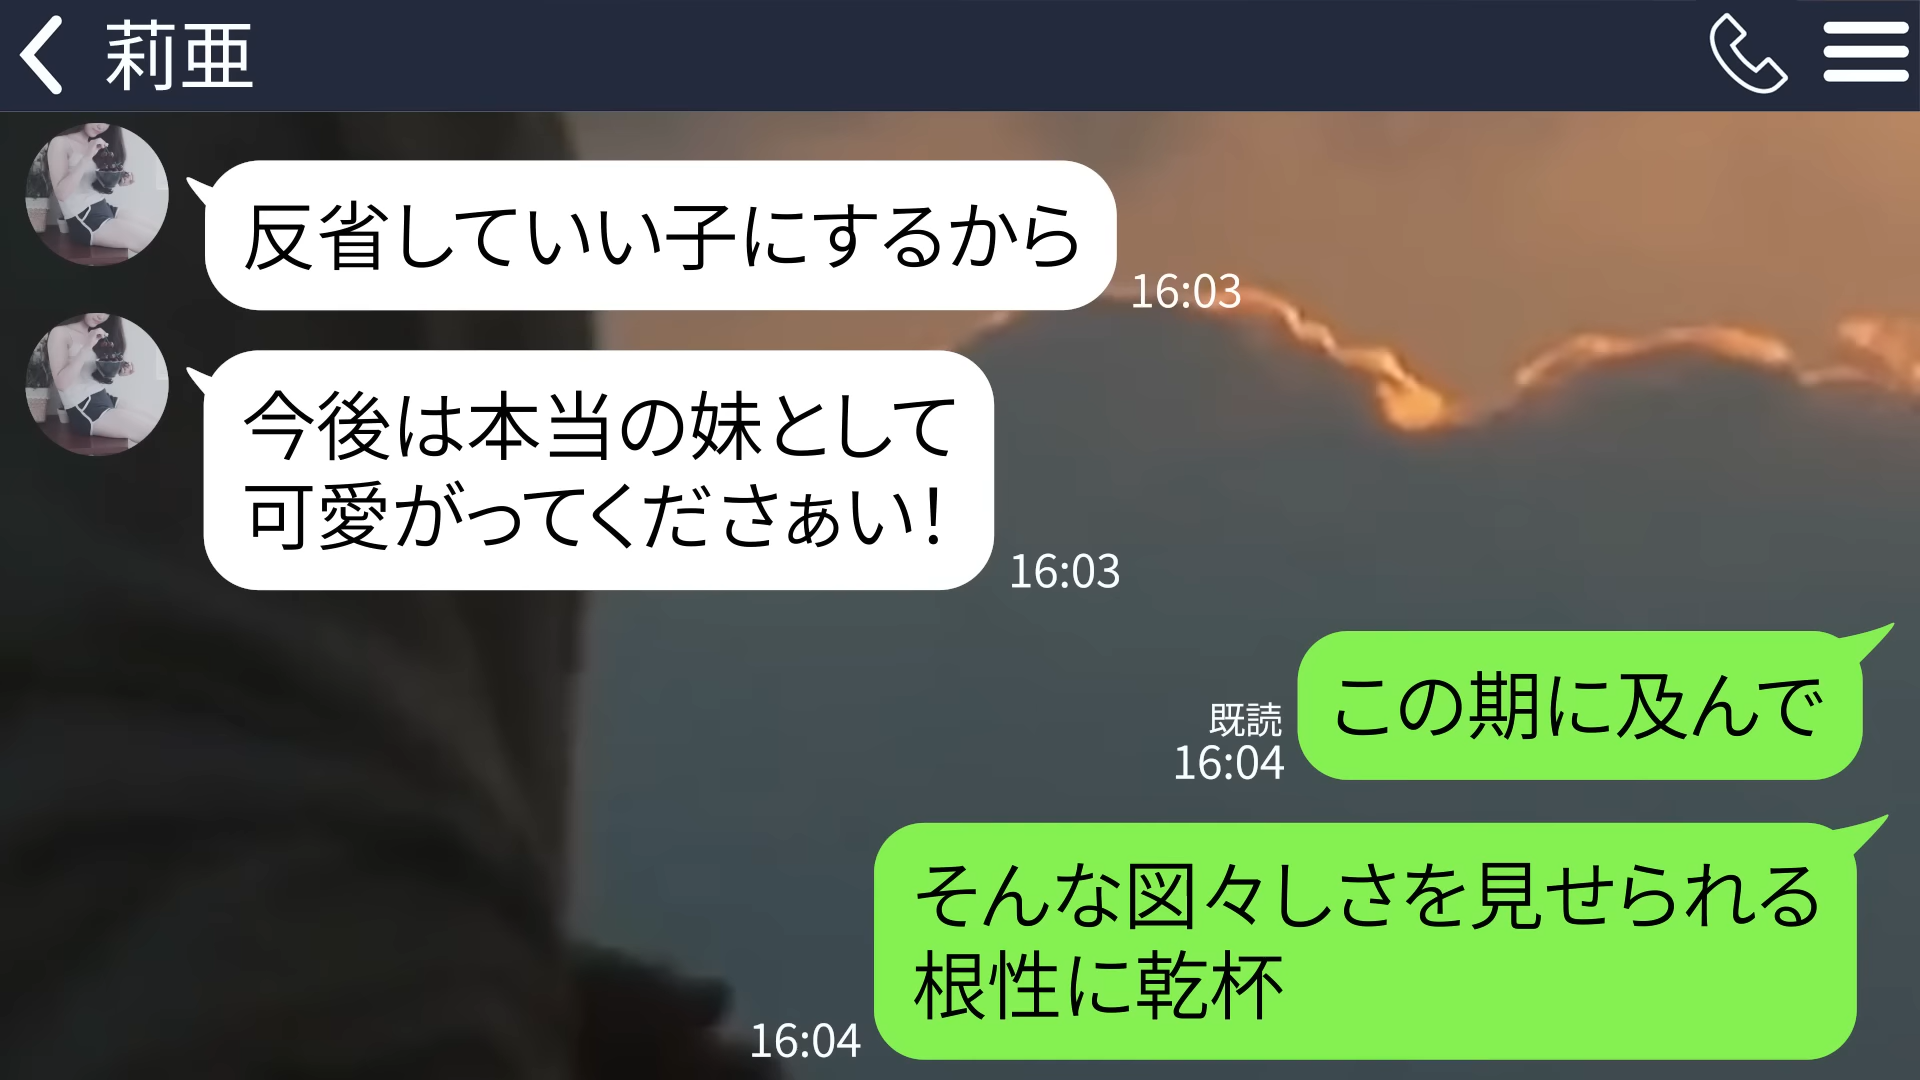 莉亜
反省していい子にするから
16:03
今後は本当の妹として
可愛がってくださぁい!
16:03
この期に及んで
既読
16:04
そんな図々しさを見せられる
根性に乾杯
16:04